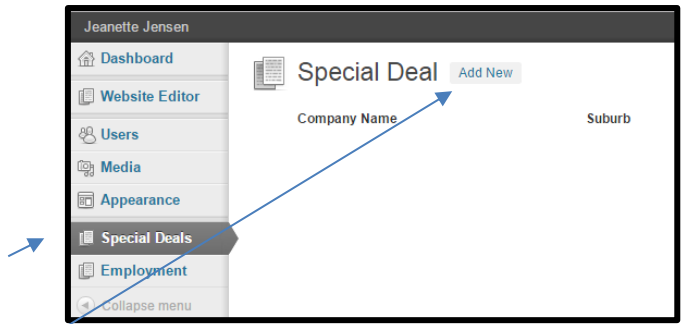 Jeanette Jensen
Dashboard
Website Editor
Users
Media
Appearance
Special Deals
Employment
Collapse menu
Special Deal Add New
Company Name Suburb